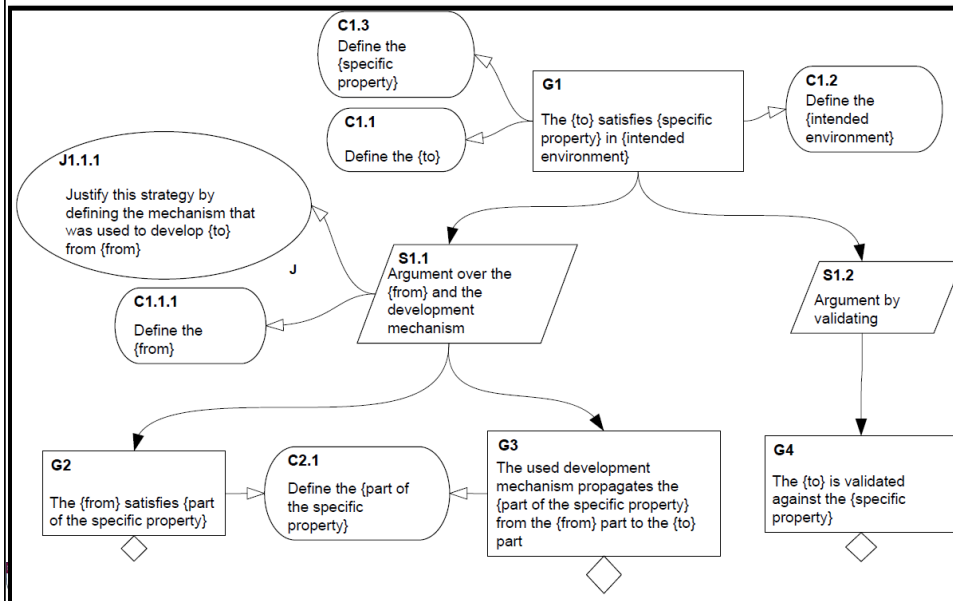 C1.3
Define the
{specific
property}
G1
The {to} satisfies {specific
property} in {intended
environment}
C1.2
Define the
{intended
environment}
C1.1
Define the {to}
J1.1.1
Justify this strategy by
defining the mechanism that
was used to develop {to}
from {from}
J
S1.1
Argument over the
{from} and the
development
mechanism
S1.2
Argument by
validating
C1.1.1
Define the
{from}
G2
The {from} satisfies {part
of the specific property}
C2.1
Define the {part of
the specific
property}
G3
The used development
mechanism propagates the
{part of the specific property}
from the {from} part to the {to}
part
G4
The {to} is validated
against the {specific
property}